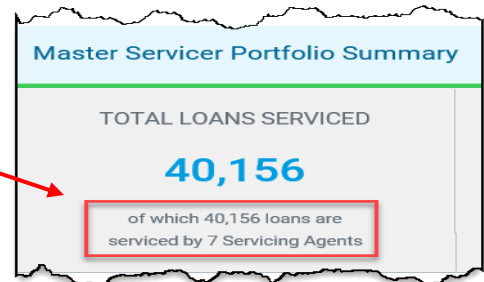 Master Servicer Portfolio Summary
TOTAL LOANS SERVICED
40,156
of which 40,156 loans are
serviced by 7 Servicing Agents